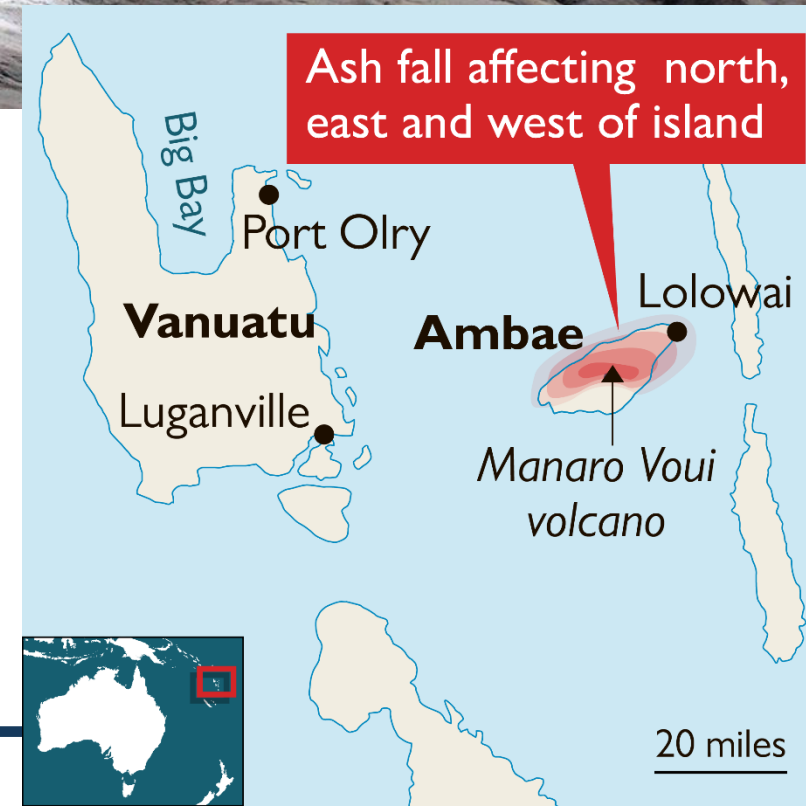 Ash fall affecting north,
east and west of island
Big Bay
Port Olry
Vanuatu
Luganville
Ambae
Lolowai
Manaro Voui
volcano
20 miles